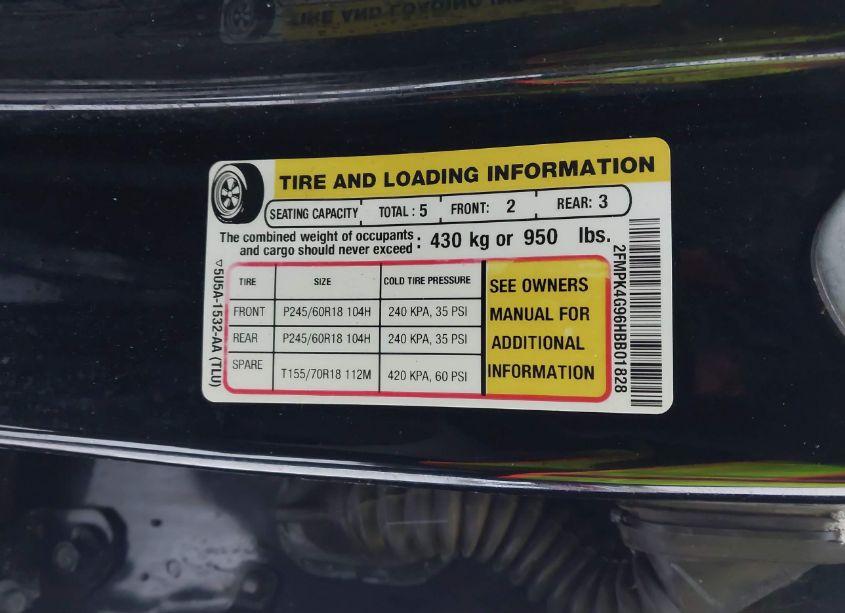 TIRE AND LOADING INFORMATION
SEATING CAPACITY TOTAL : 5 FRONT: 2 REAR: 3
The combined weight of occupants
and cargo should never exceed : 430 kg or 950 lbs.
TIRE SIZE COLD TIRE PRESSURE
FRONT P245/60R18 104H 240 KPA, 35 PSI
REAR P245/60R18 104H 240 KPA, 35 PSI
SPARE T155/70R18 112M 420 KPA, 60 PSI
SEE OWNERS
MANUAL FOR
ADDITIONAL
INFORMATION
5U5A-1532-AA (TLU)
2FMPK4G96HBB01828